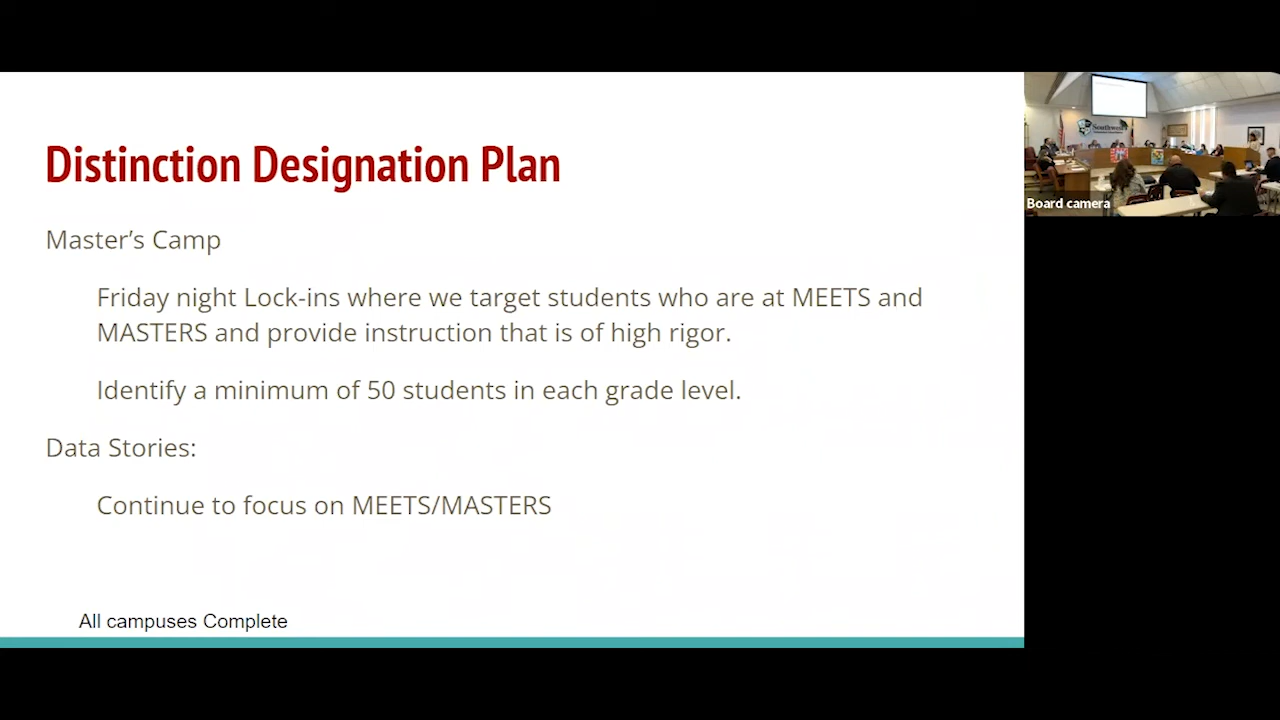 Distinction Designation Plan
Master's Camp
Friday night Lock-ins where we target students who are at MEETS and
MASTERS and provide instruction that is of high rigor.
Identify a minimum of 50 students in each grade level.
Data Stories:
Continue to focus on MEETS/MASTERS
All campuses Complete
Southwest
Board camera